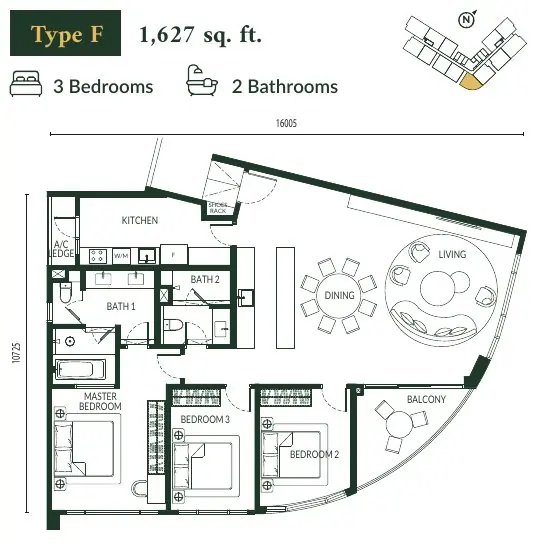 Type F 1,627 sq. ft.
N
3 Bedrooms 2 Bathrooms
16005
10725
SHOES
RACK
KITCHEN
A/C
LEDGE
W/M
F
BATH 2
BATH 1
LIVING
DINING
MASTER
BEDROOM
BEDROOM 3
BEDROOM 2
BALCONY